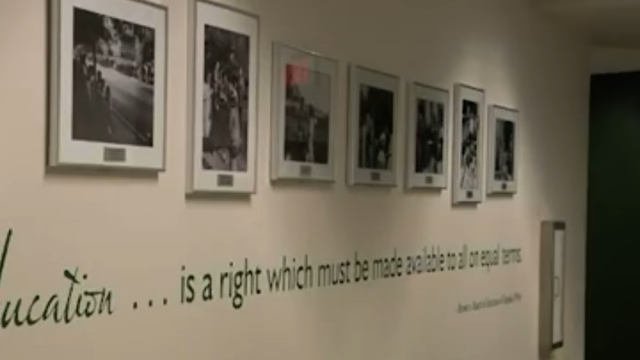 ucation ... is a right which must be made available to all on equal terms.